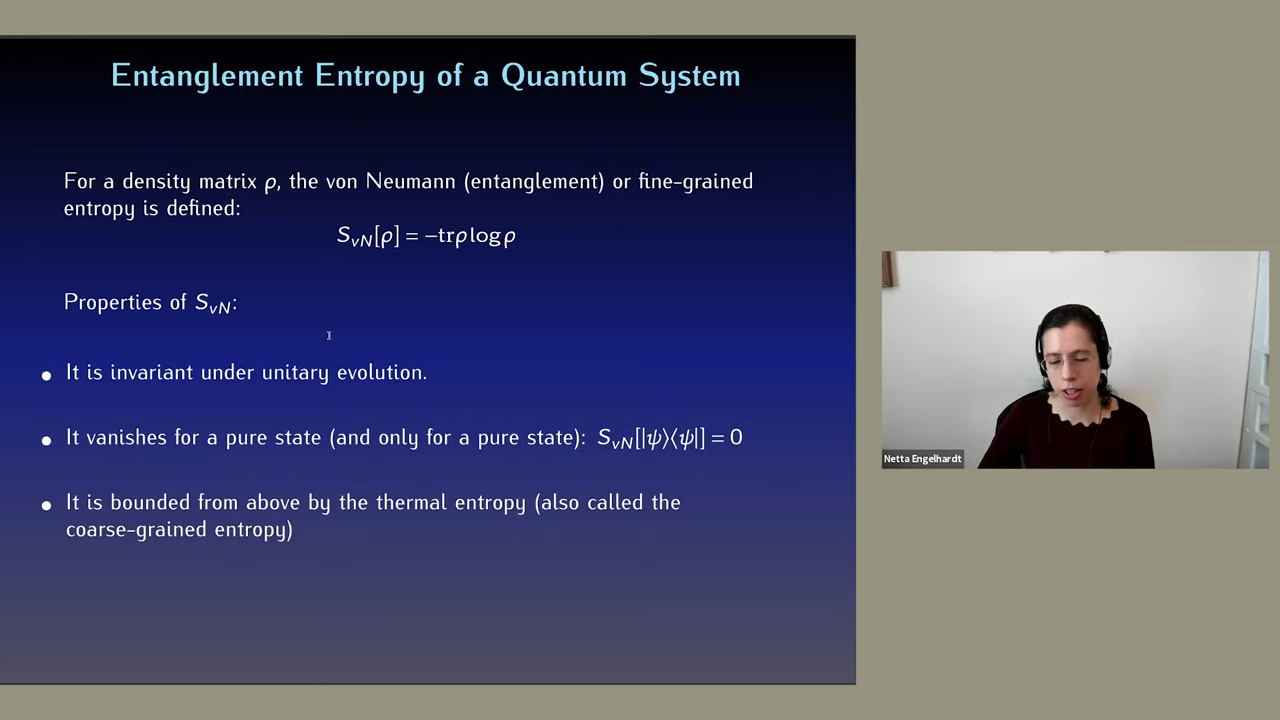 Entanglement Entropy of a Quantum System
For a density matrix ρ, the von Neumann (entanglement) or fine-grained
entropy is defined:
S_vN[ρ] = −trρ log ρ
Properties of S_vN:
• It is invariant under unitary evolution.
• It vanishes for a pure state (and only for a pure state): S_vN[|ψ⟩⟨ψ|] = 0
• It is bounded from above by the thermal entropy (also called the
coarse-grained entropy)
Netta Engelhardt